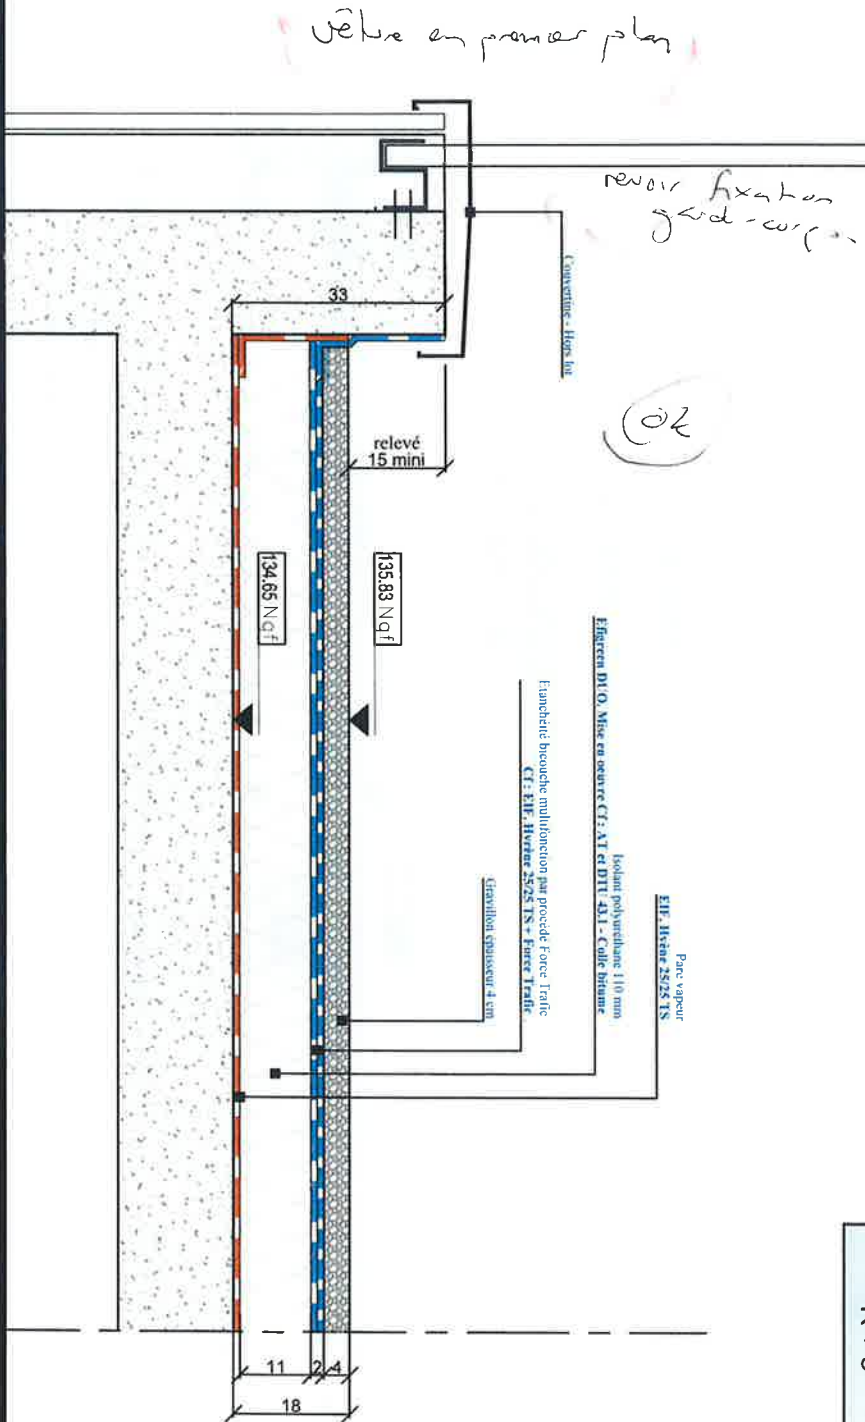 vêture en premier plan
revoir fixation
gard-corps
Couvertine - Hors lot
33
ok
relevé
15 mini
134.65 Ngf
135.83 Ngf
Parc vapeur
EIF, Hyrène 25/25 TS
Isolant polyuréthane 110 mm
Efigreen DUO, Mise en oeuvre Cf : AT et DTU 43.1 - Colle bitume
Etanchéité bicouche multifonction par procédé Force Trafic
Cf : EIF, Hyrène 25/25 TS + Force Trafic
Gravillon épaisseur 4 cm
11
2
4
18